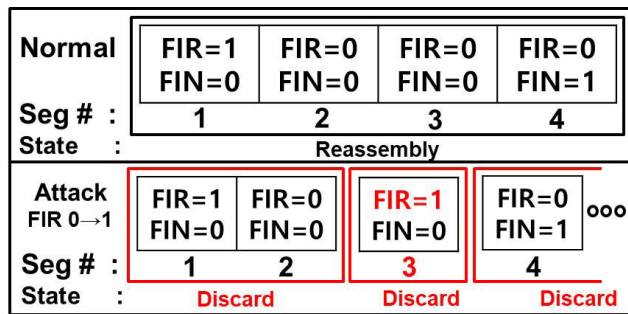 Normal FIR=1 FIR=0 FIR=0 FIR=0
FIN=0 FIN=0 FIN=0 FIN=1
Seg # : 1 2 3 4
State : Reassembly
Attack FIR=1 FIR=0 FIR=1 FIR=0
FIR 0→1 FIN=0 FIN=0 FIN=0 FIN=1 ooo
Seg # : 1 2 3 4
State : Discard Discard Discard